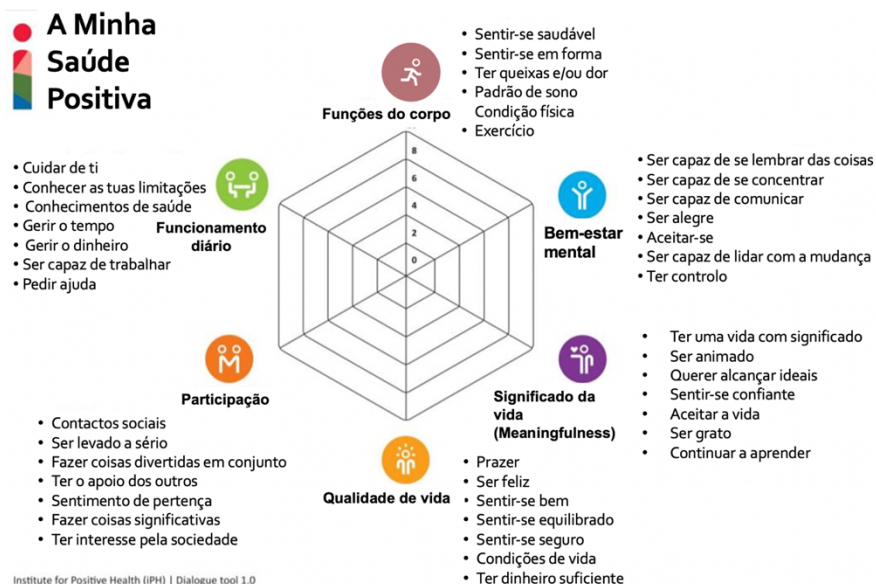 A Minha
Saúde
Positiva
• Sentir-se saudável
• Sentir-se em forma
• Ter queixas e/ou dor
• Padrão de sono
Condição física
• Exercício
Funções do corpo
8
6
4
2
0
• Ser capaz de se lembrar das coisas
• Ser capaz de se concentrar
• Ser capaz de comunicar
• Ser alegre
• Aceitar-se
• Ser capaz de lidar com a mudança
• Ter controlo
Bem-estar
mental
• Ter uma vida com significado
• Ser animado
• Querer alcançar ideais
• Sentir-se confiante
• Aceitar a vida
• Ser grato
• Continuar a aprender
Significado da
vida
(Meaningfulness)
• Prazer
• Ser feliz
• Sentir-se bem
• Sentir-se equilibrado
• Sentir-se seguro
• Condições de vida
• Ter dinheiro suficiente
Qualidade de vida
Participação
• Contactos sociais
• Ser levado a sério
• Fazer coisas divertidas em conjunto
• Ter o apoio dos outros
• Sentimento de pertença
• Fazer coisas significativas
• Ter interesse pela sociedade
• Cuidar de ti
• Conhecer as tuas limitações
• Conhecimentos de saúde
• Gerir o tempo
• Gerir o dinheiro
• Ser capaz de trabalhar
• Pedir ajuda
Funcionamento
diário
Institute for Positive Health (iPH) | Dialogue tool 1.0